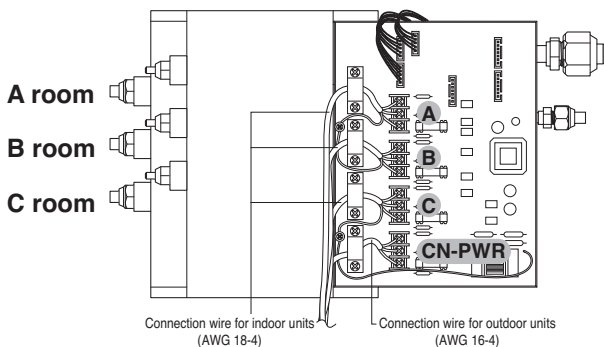 A room
B room
C room
A
B
C
CN-PWR
Connection wire for indoor units
(AWG 18-4)
Connection wire for outdoor units
(AWG 16-4)